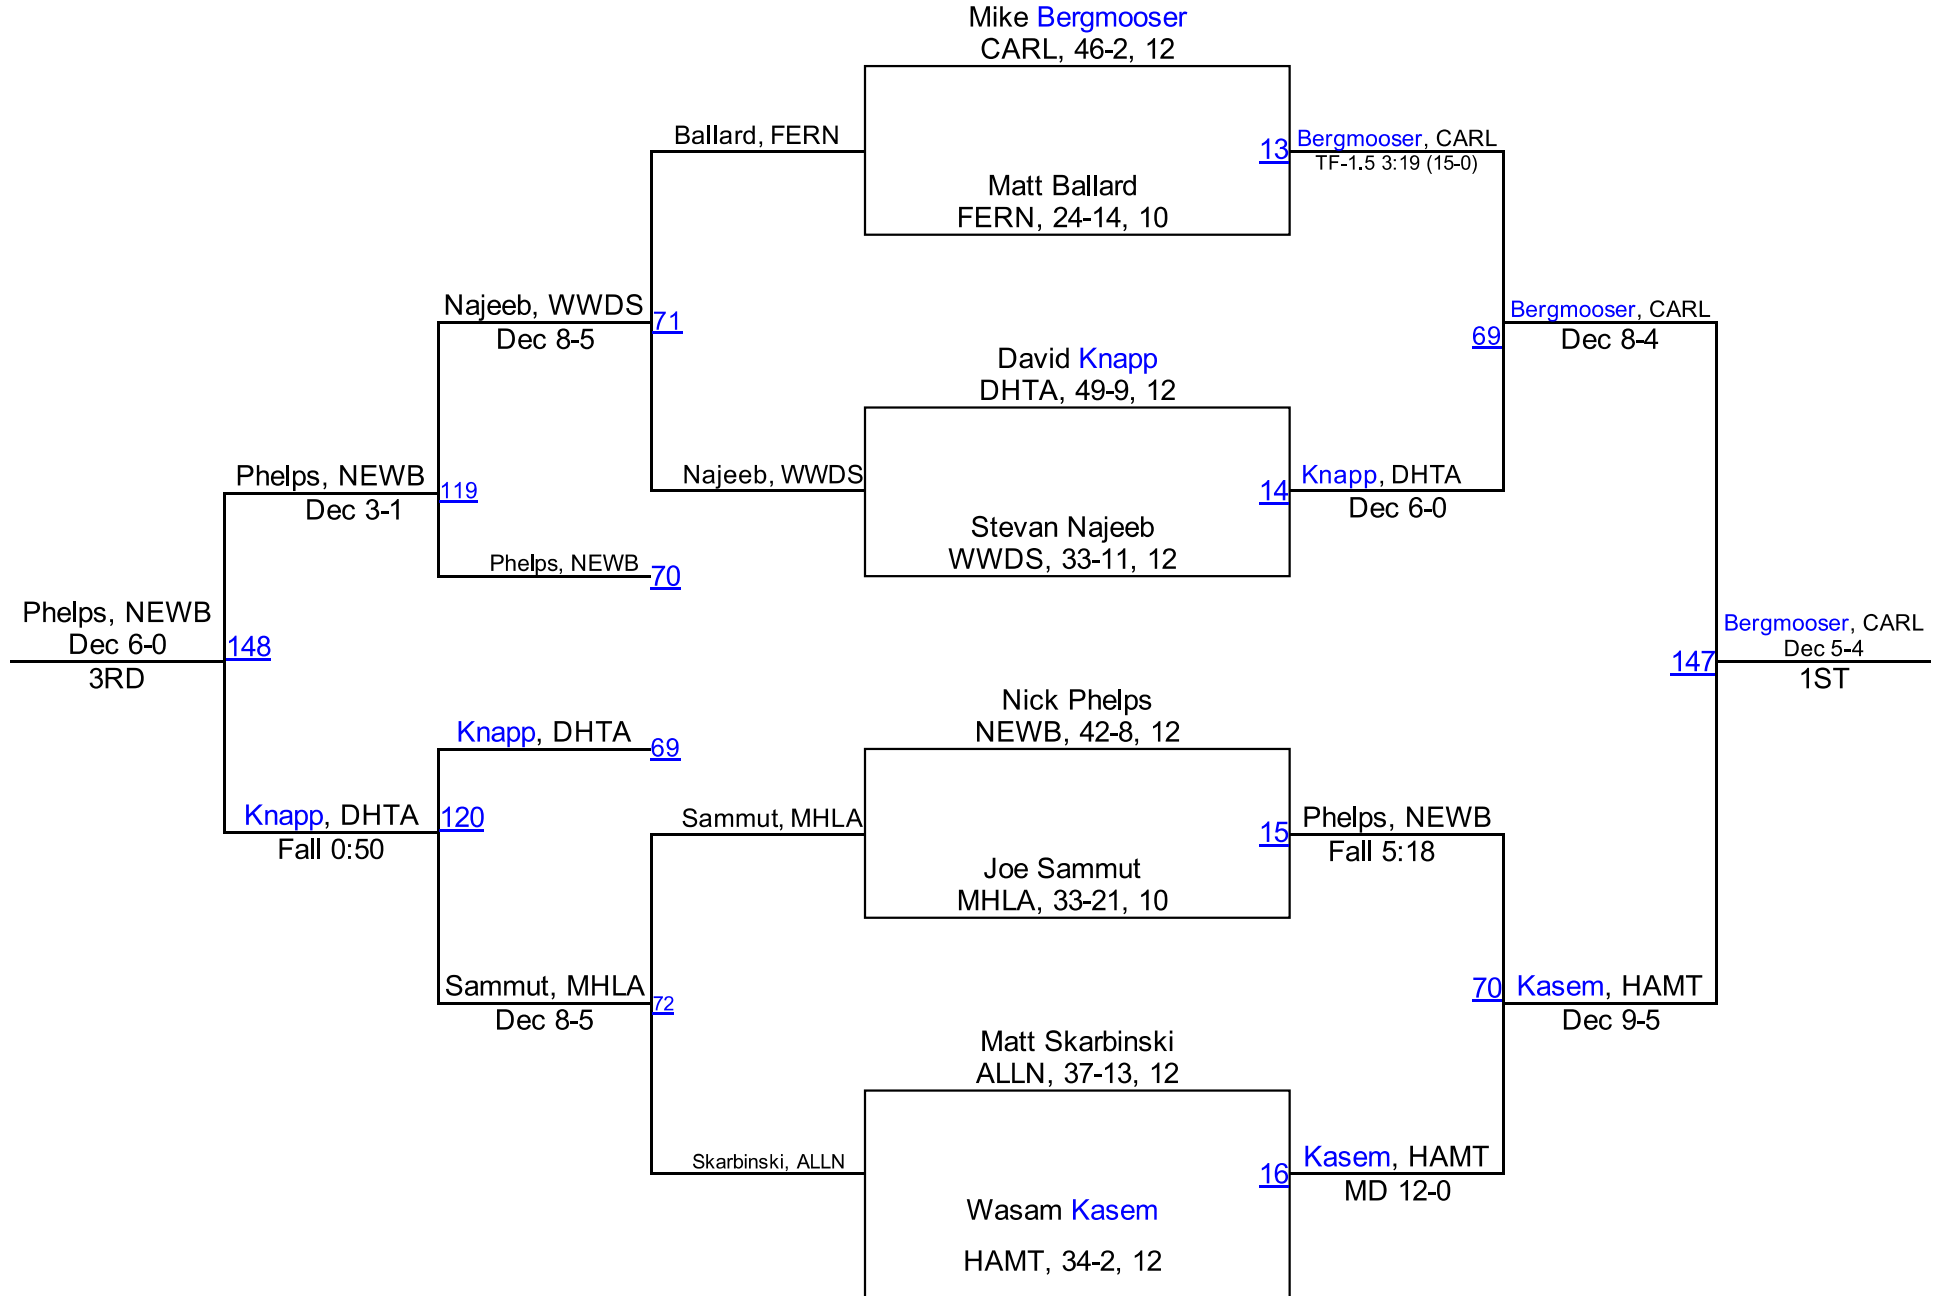 Mike Bergmooser
CARL, 46-2, 12
Ballard, FERN
13
Bergmooser, CARL
TF-1.5 3:19 (15-0)
Matt Ballard
FERN, 24-14, 10
Najeeb, WWDS
Dec 8-5
71
69
Bergmooser, CARL
Dec 8-4
David Knapp
DHTA, 49-9, 12
Phelps, NEWB
Dec 3-1
119
Najeeb, WWDS
14
Knapp, DHTA
Dec 6-0
Stevan Najeeb
WWDS, 33-11, 12
Phelps, NEWB
70
Phelps, NEWB
Dec 6-0
3RD
148
147
Bergmooser, CARL
Dec 5-4
1ST
Nick Phelps
NEWB, 42-8, 12
Knapp, DHTA
69
Knapp, DHTA
Fall 0:50
120
Sammut, MHLA
15
Phelps, NEWB
Fall 5:18
Joe Sammut
MHLA, 33-21, 10
Sammut, MHLA
Dec 8-5
72
70
Kasem, HAMT
Dec 9-5
Matt Skarbinski
ALLN, 37-13, 12
Skarbinski, ALLN
16
Kasem, HAMT
MD 12-0
Wasam Kasem
HAMT, 34-2, 12